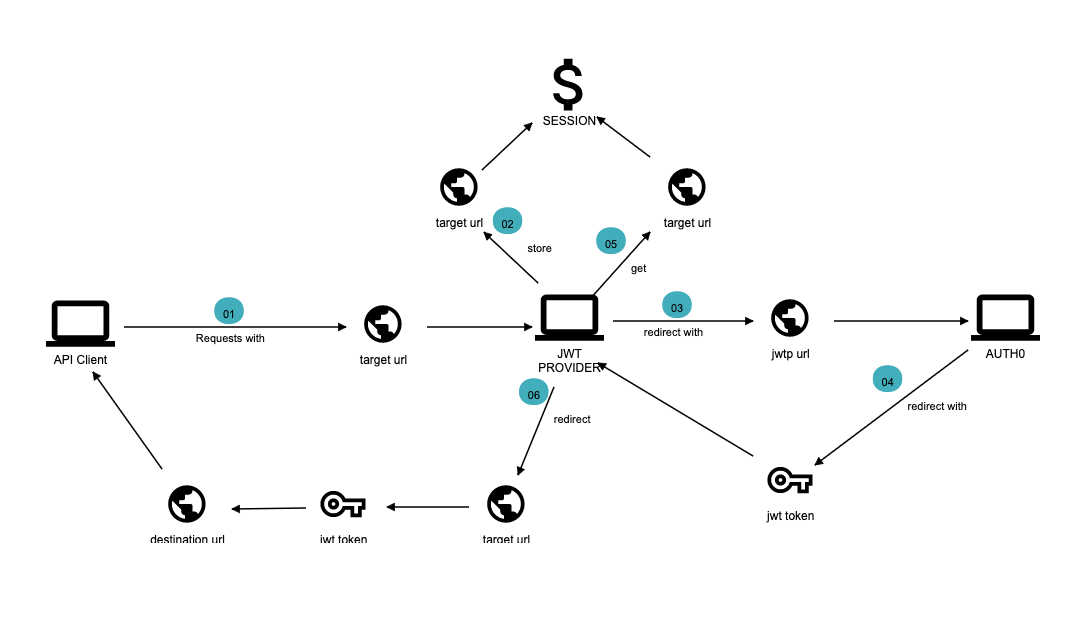 SESSION
target url
02
store
target url
05
get
API Client
01
Requests with
target url
JWT
PROVIDER
03
redirect with
jwtp url
AUTH0
04
redirect with
jwt token
06
redirect
target url
jwt token
destination url